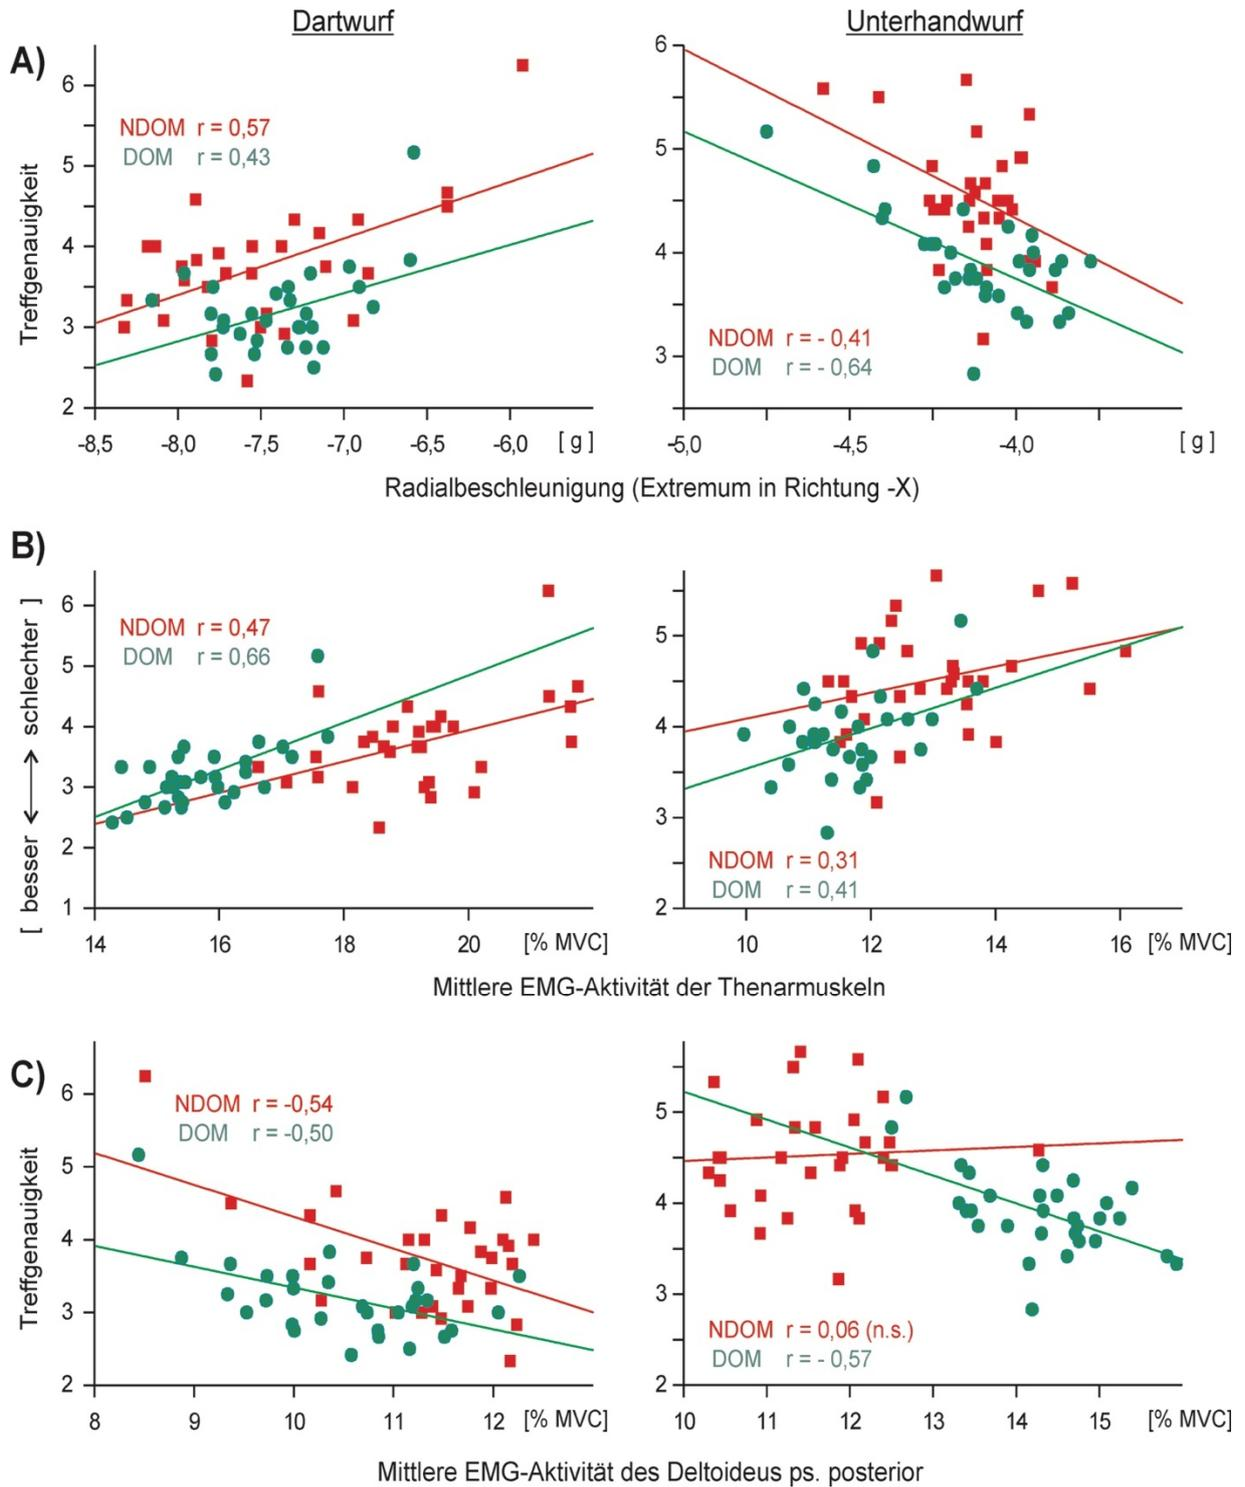 Dartwurf
Unterhandwurf
A)
6
5
4
3
2
Treffgenauigkeit
NDOM r = 0,57
DOM r = 0,43
-8,5 -8,0 -7,5 -7,0 -6,5 -6,0 [ g ]
6
5
4
3
NDOM r = - 0,41
DOM r = - 0,64
-5,0 -4,5 -4,0 [ g ]
Radialbeschleunigung (Extremum in Richtung -X)
B)
[ besser <--> schlechter ]
6
5
4
3
2
1
NDOM r = 0,47
DOM r = 0,66
14 16 18 20 [% MVC]
5
4
3
2
NDOM r = 0,31
DOM r = 0,41
10 12 14 16 [% MVC]
Mittlere EMG-Aktivität der Thenarmuskeln
C)
Treffgenauigkeit
6
5
4
3
2
NDOM r = -0,54
DOM r = -0,50
8 9 10 11 12 [% MVC]
5
4
3
2
NDOM r = 0,06 (n.s.)
DOM r = - 0,57
10 11 12 13 14 15 [% MVC]
Mittlere EMG-Aktivität des Deltoideus ps. posterior